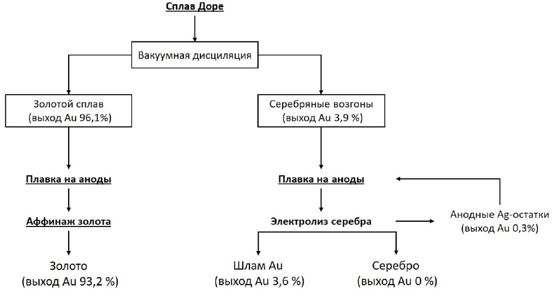 Сплав Доре
Вакуумная дисциляция
Золотой сплав
(выход Au 96,1%)
Серебряные возгоны
(выход Au 3,9 %)
Плавка на аноды
Плавка на аноды
Аффинаж золота
Электролиз серебра
Анодные Ag-остатки
(выход Au 0,3%)
Золото
(выход Au 93,2 %)
Шлам Au
(выход Au 3,6 %)
Серебро
(выход Au 0 %)